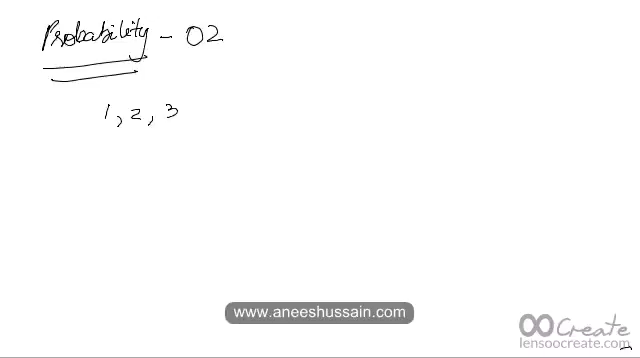 Probability - 02
1, 2, 3
www.aneeshussain.com
Create
lensoocreate.com